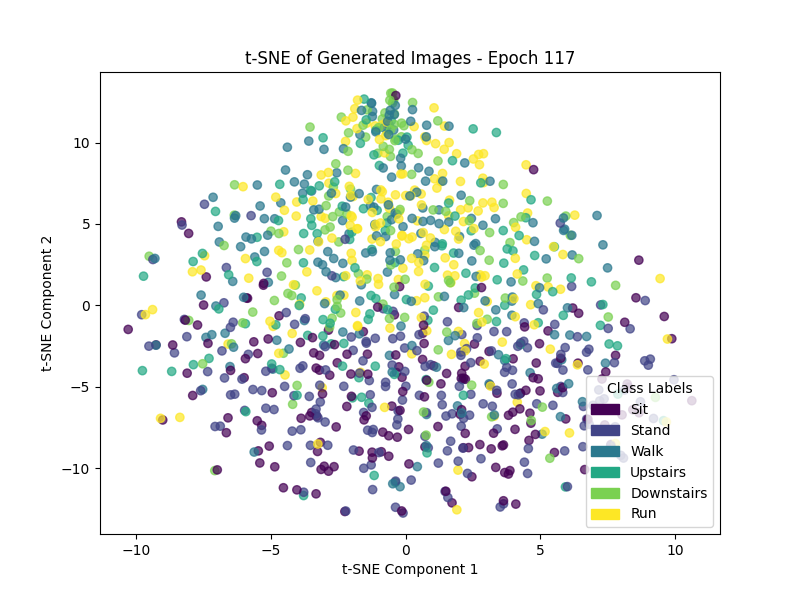 t-SNE of Generated Images - Epoch 117
t-SNE Component 2
10
5
0
−5
−10
Class Labels
Sit
Stand
Walk
Upstairs
Downstairs
Run
−10
−5
0
5
10
t-SNE Component 1